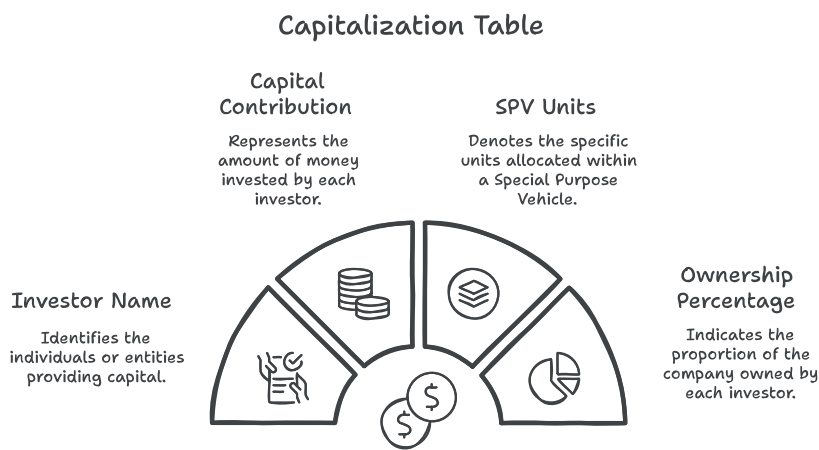 Capitalization Table
Capital
Contribution
Represents the
amount of money
invested by each
investor.
SPV Units
Denotes the specific
units allocated within
a Special Purpose
Vehicle.
Investor Name
Identifies the
individuals or entities
providing capital.
Ownership
Percentage
Indicates the
proportion of the
company owned by
each investor.
$
$